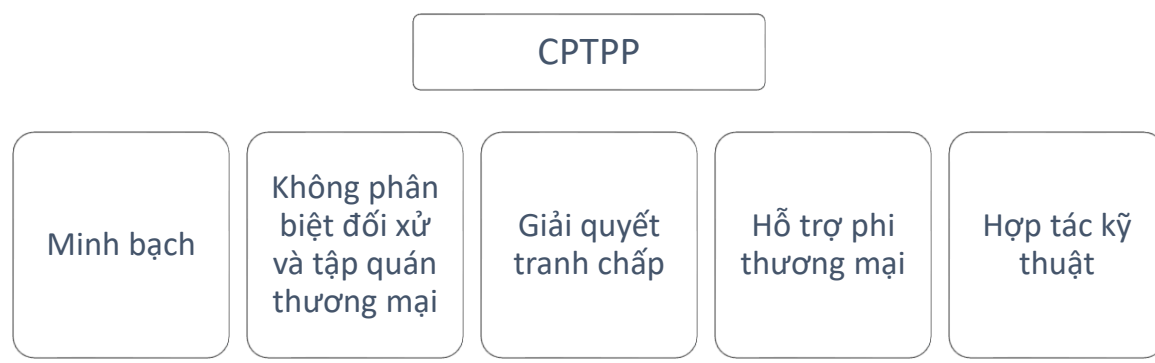 CPTPP
Minh bạch
Không phân
biệt đối xử
và tập quán
thương mại
Giải quyết
tranh chấp
Hỗ trợ phi
thương mại
Hợp tác kỹ
thuật